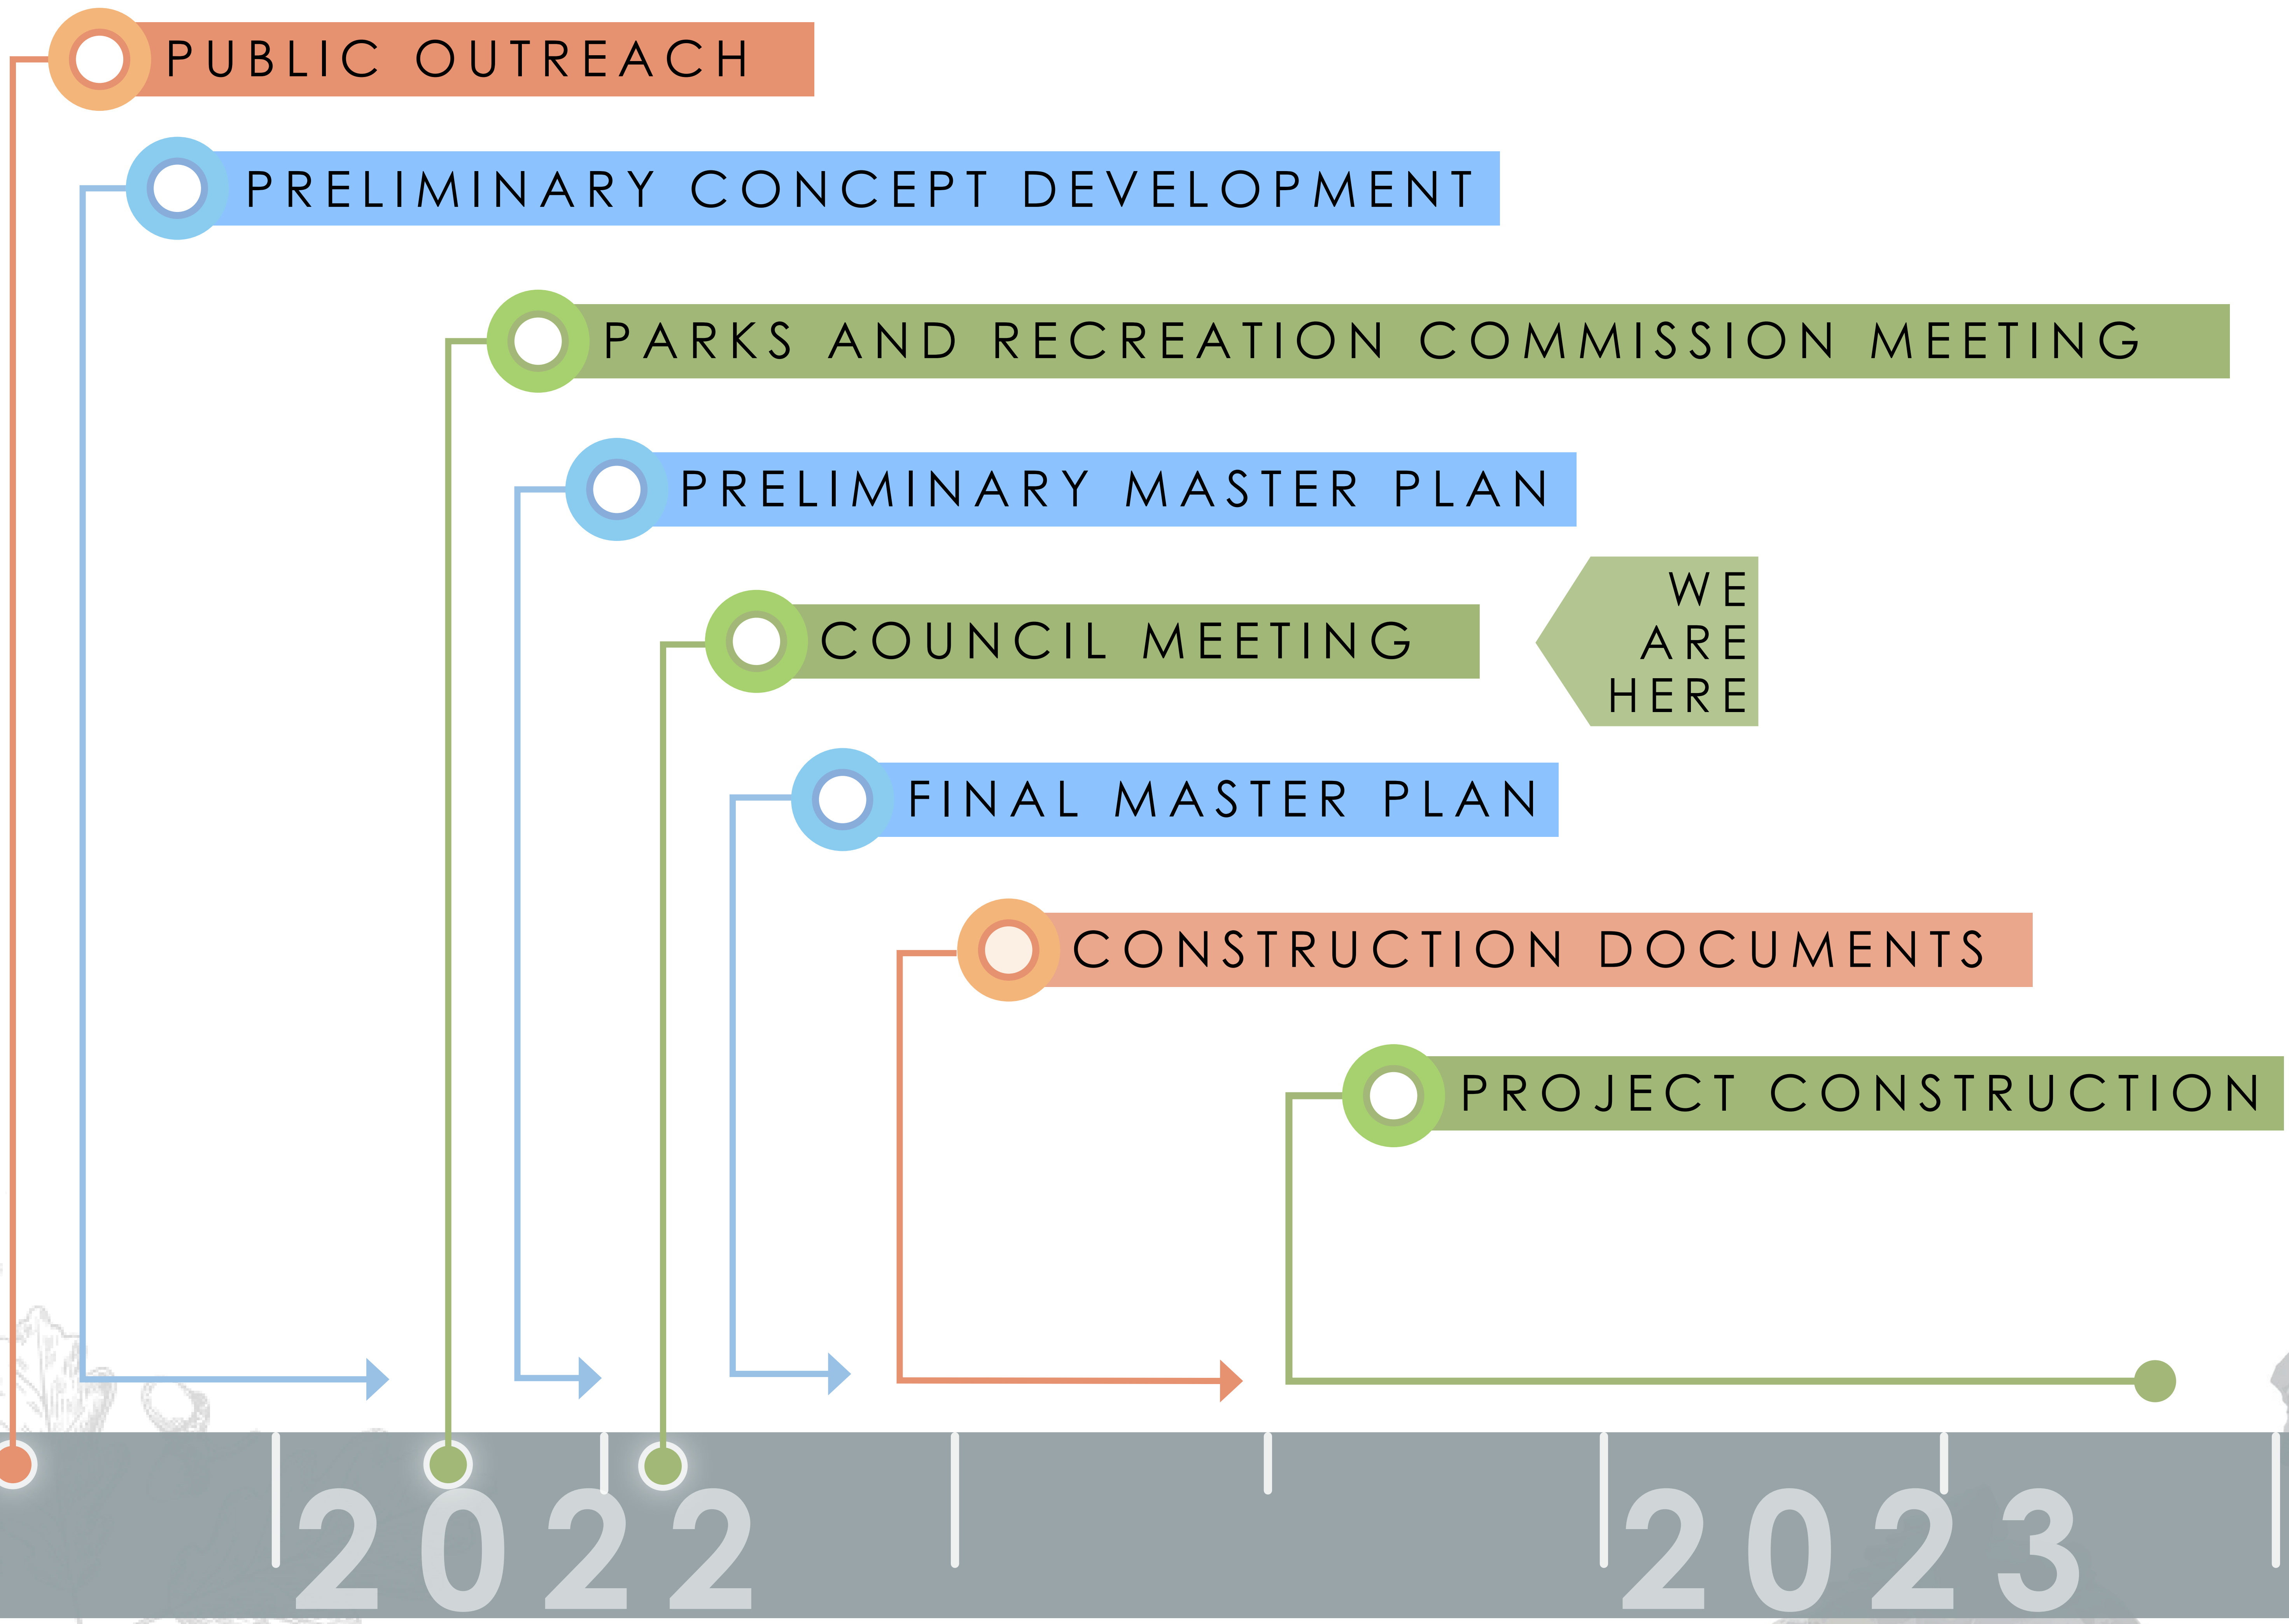 PUBLIC OUTREACH
PRELIMINARY CONCEPT DEVELOPMENT
PARKS AND RECREATION COMMISSION MEETING
PRELIMINARY MASTER PLAN
COUNCIL MEETING
WE
ARE
HERE
FINAL MASTER PLAN
CONSTRUCTION DOCUMENTS
PROJECT CONSTRUCTION
2022
2023